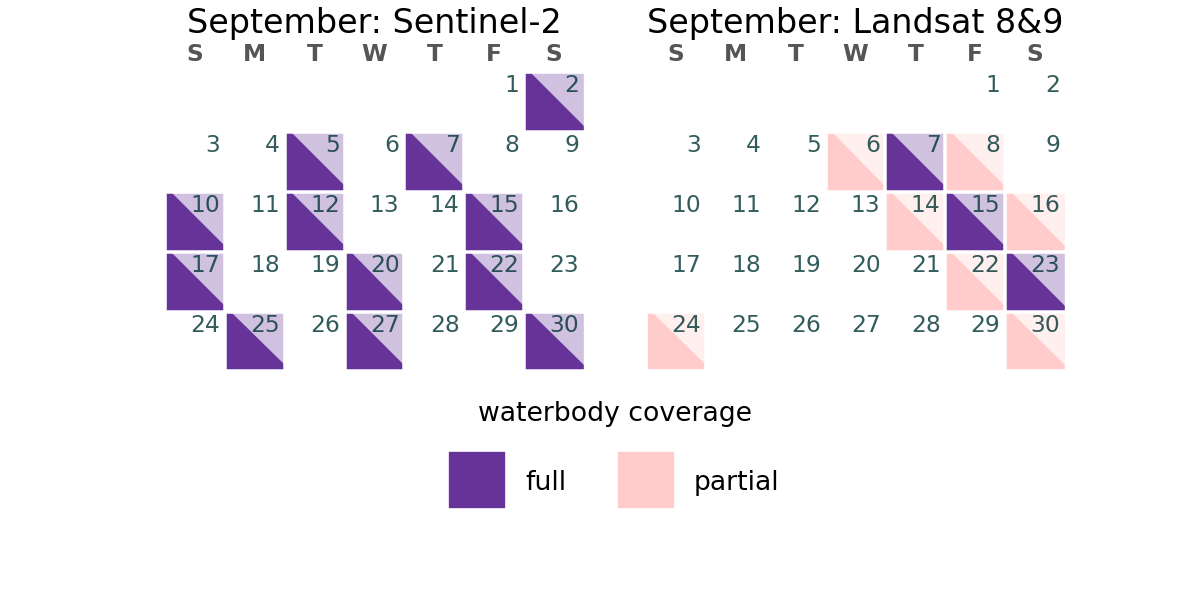 September: Sentinel-2
S M T W T F S
1 2
3 4 5 6 7 8 9
10 11 12 13 14 15 16
17 18 19 20 21 22 23
24 25 26 27 28 29 30
September: Landsat 8&9
S M T W T F S
1 2
3 4 5 6 7 8 9
10 11 12 13 14 15 16
17 18 19 20 21 22 23
24 25 26 27 28 29 30
waterbody coverage
full
partial